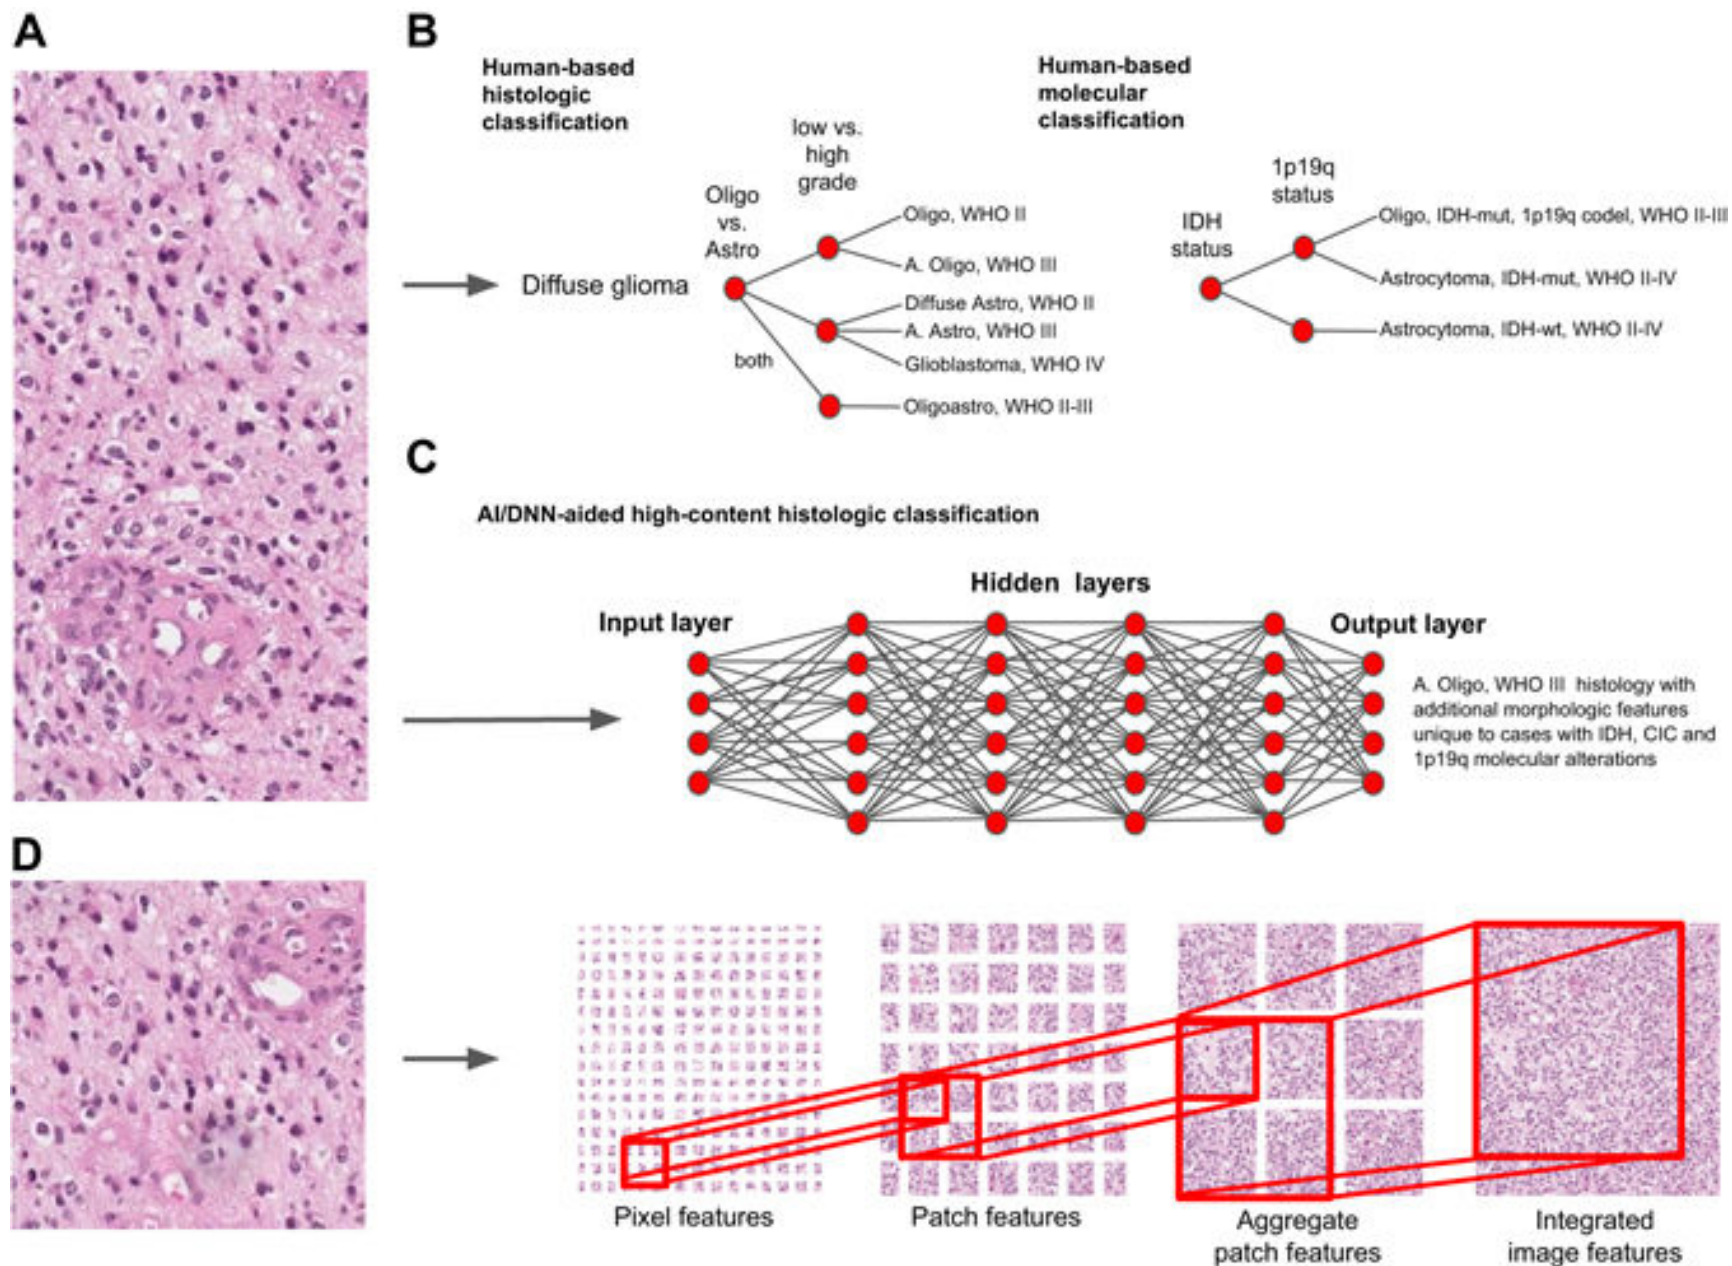 A
B
Human-based
histologic
classification
Human-based
molecular
classification
low vs.
high
grade
Oligo
vs.
Astro
Diffuse glioma
both
Oligo, WHO II
A. Oligo, WHO III
Diffuse Astro, WHO II
A. Astro, WHO III
Glioblastoma, WHO IV
Oligoastro, WHO II-III
1p19q
status
IDH
status
Oligo, IDH-mut, 1p19q codel, WHO II-III
Astrocytoma, IDH-mut, WHO II-IV
Astrocytoma, IDH-wt, WHO II-IV
C
AI/DNN-aided high-content histologic classification
Hidden layers
Input layer
Output layer
A. Oligo, WHO III histology with
additional morphologic features
unique to cases with IDH, CIC and
1p19q molecular alterations
D
Pixel features
Patch features
Aggregate
patch features
Integrated
image features